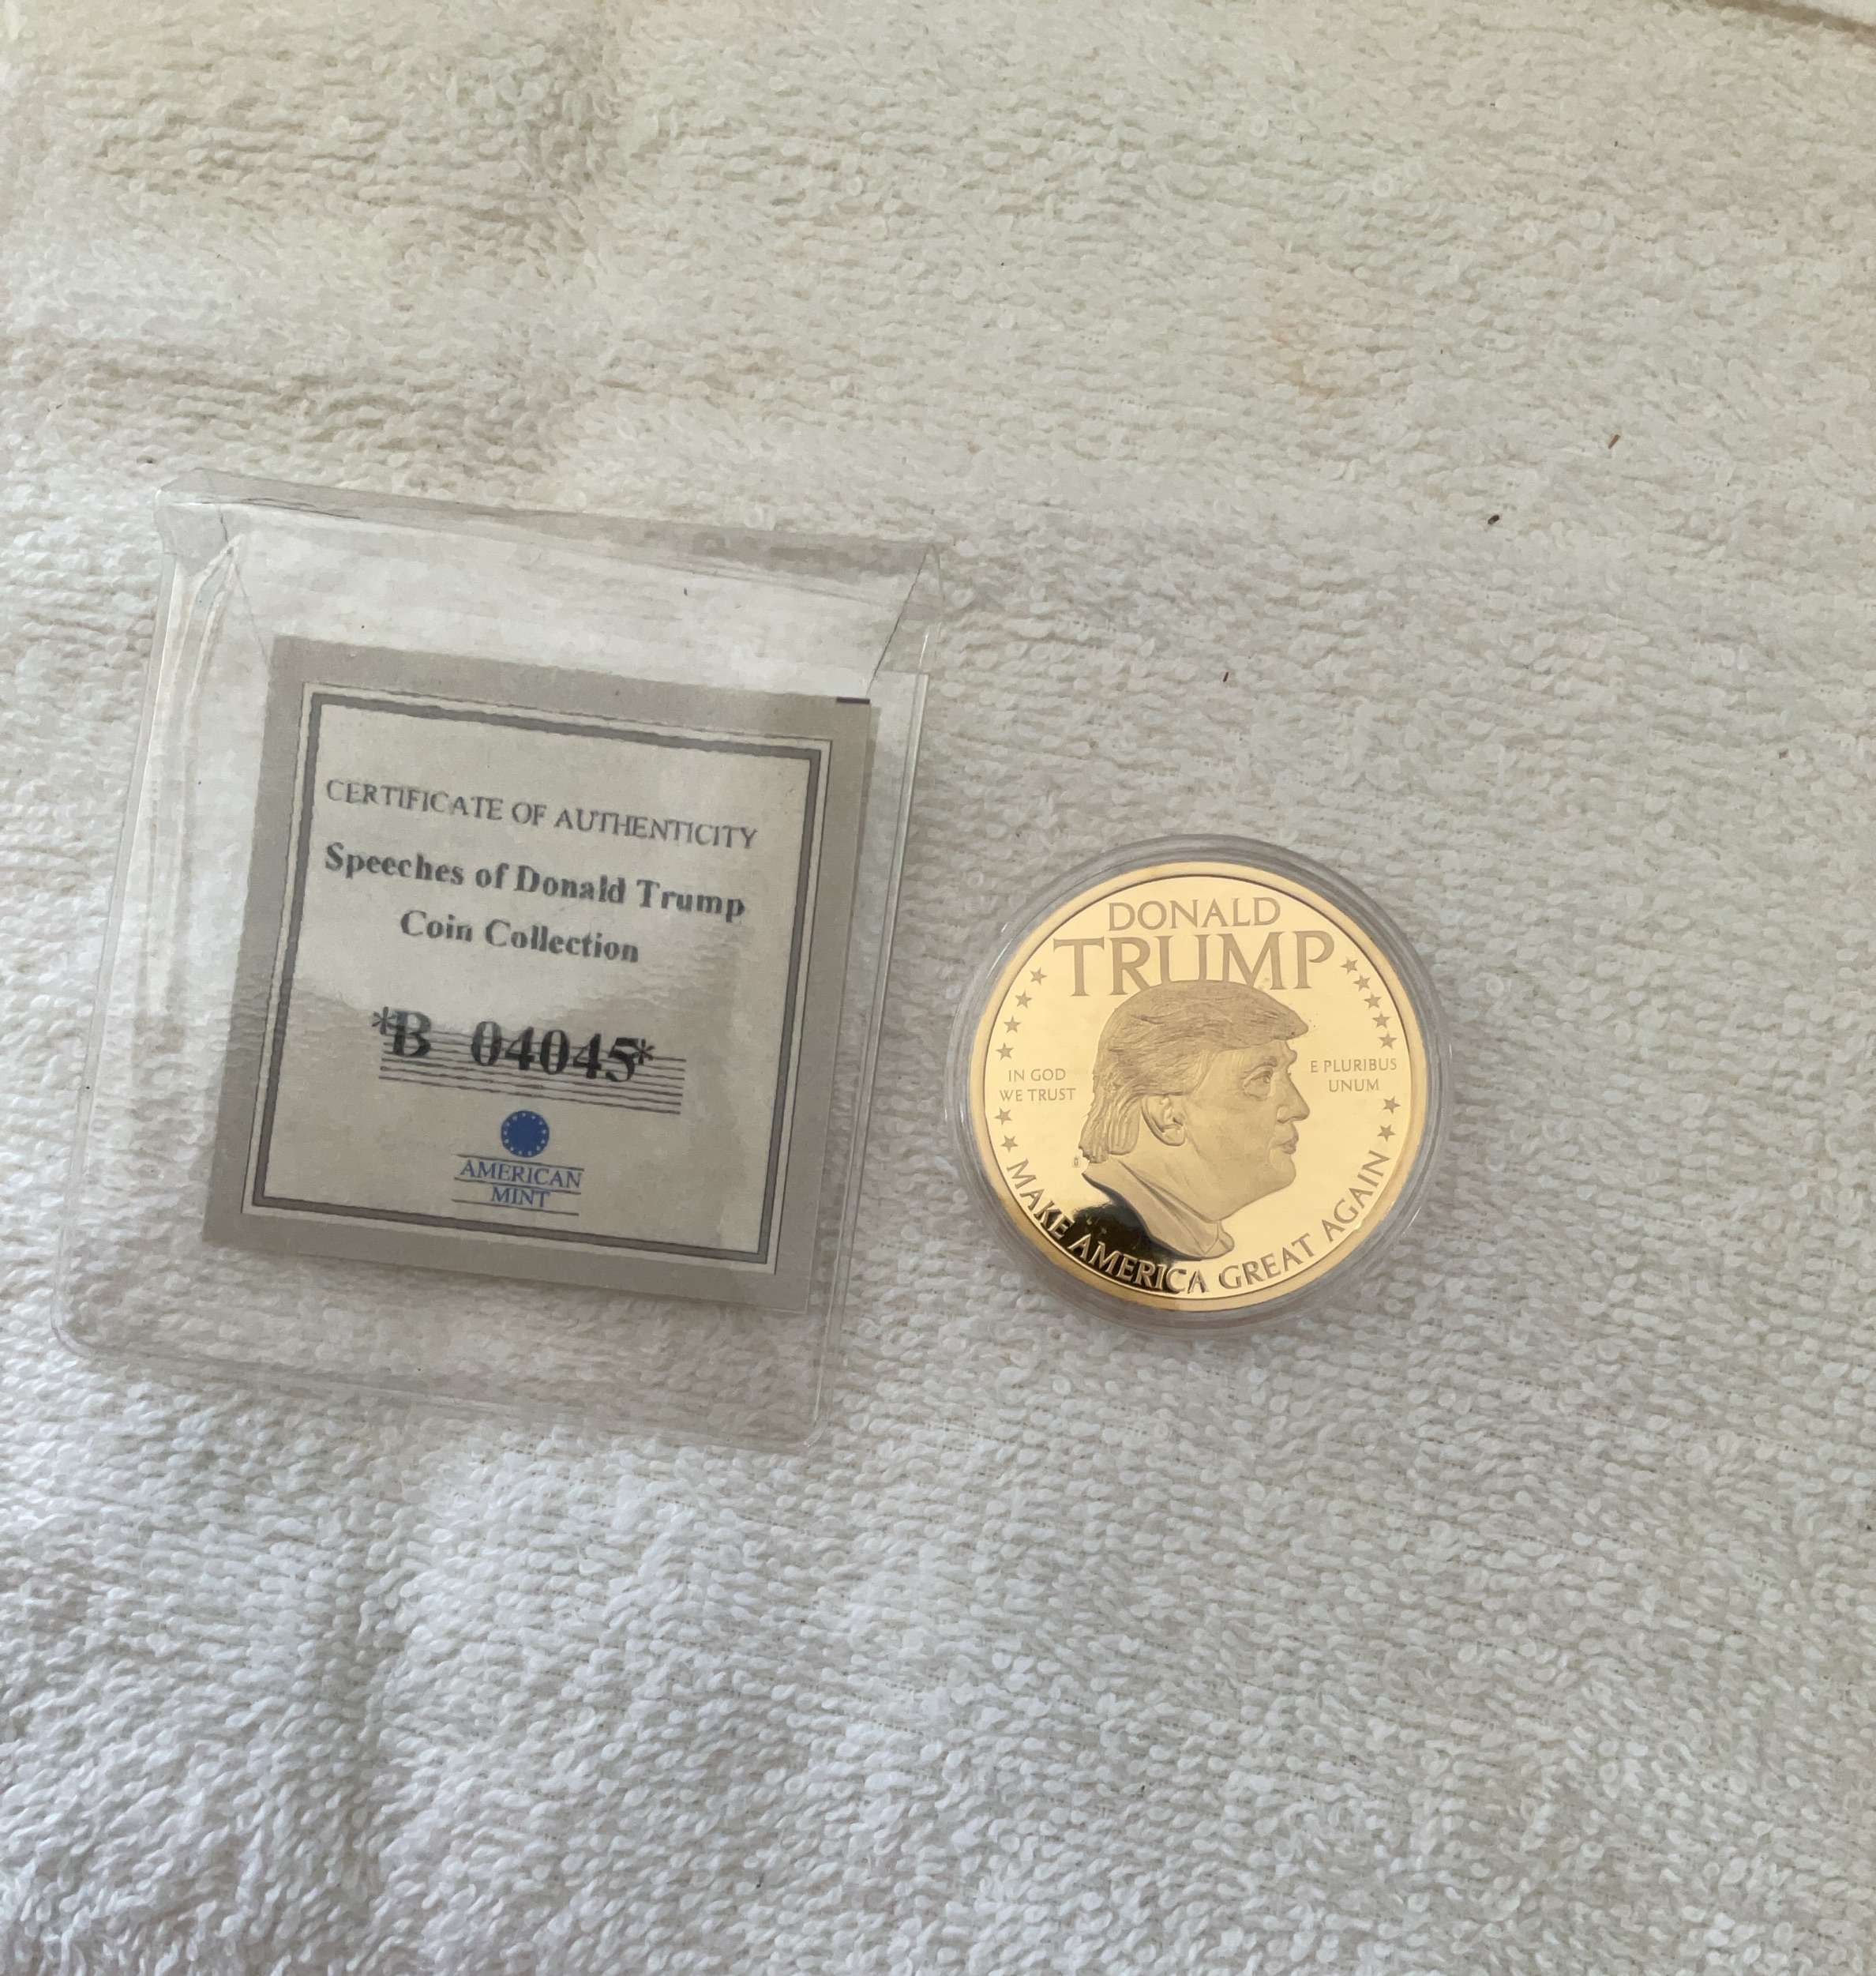 CERTIFICATE OF AUTHENTICITY
Speeches of Donald Trump
Coin Collection
*B 04045*
AMERICAN
MINT
DONALD
TRUMP
IN GOD
WE TRUST
E PLURIBUS
UNUM
MAKE AMERICA GREAT AGAIN